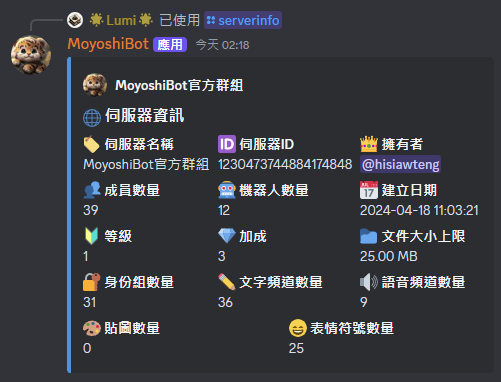 Lumi 已使用 serverinfo
MoyoshiBot 應用 今天 02:18
MoyoshiBot官方群組
伺服器資訊
伺服器名稱 ID 伺服器ID 擁有者
MoyoshiBot官方群組 1230473744884174848 @hisiawteng
成員數量 機器人數量 17 建立日期
39 12 2024-04-18 11:03:21
等級 加成 文件大小上限
1 3 25.00 MB
身份組數量 文字頻道數量 語音頻道數量
31 36 9
貼圖數量 表情符號數量
0 25